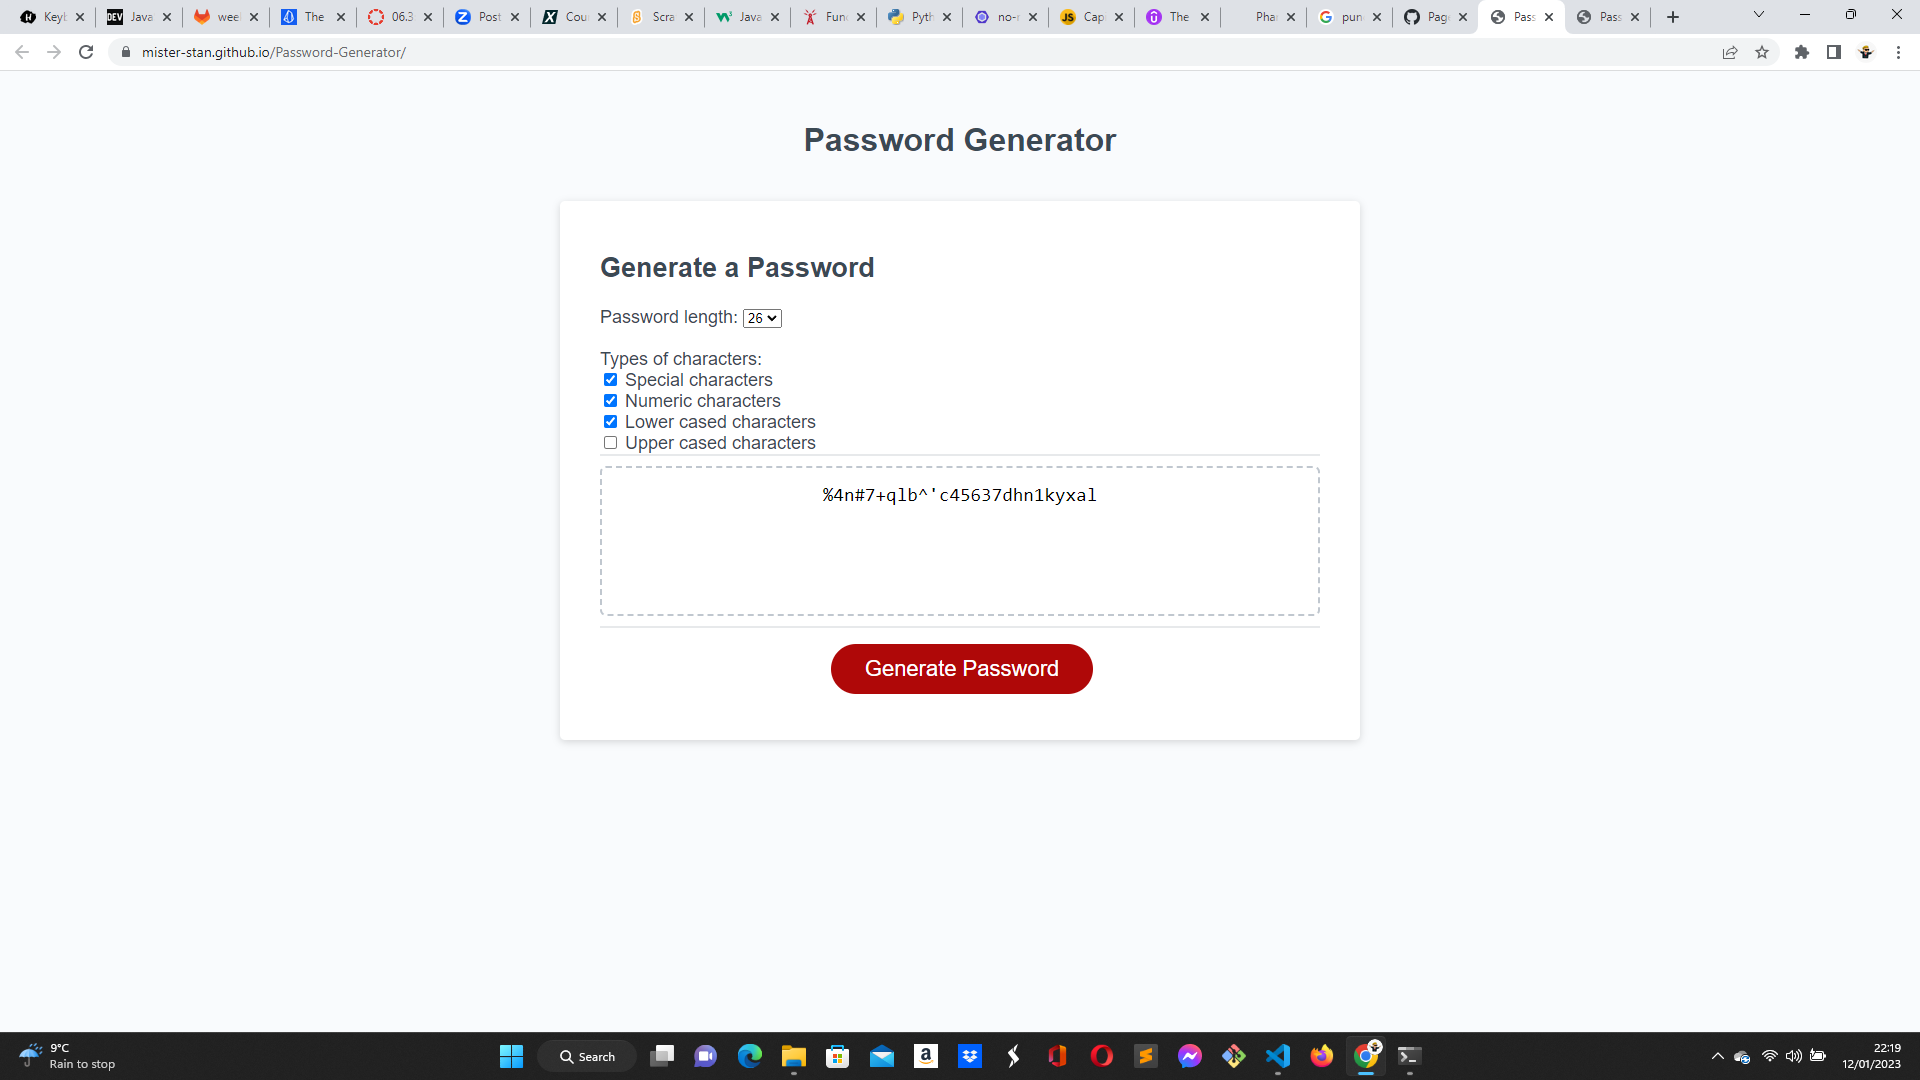 Keyb
Java
wee
The
06.3
Post
Cou
Scra
Java
Func
Pyth
no-r
Cap
The
Phar
pun
Page
Pass
Pass
mister-stan.github.io/Password-Generator/
Password Generator
Generate a Password
Password length: 26
Types of characters:
Special characters
Numeric characters
Lower cased characters
Upper cased characters
%4n#7+qlb^'c45637dhn1kyxal
Generate Password
9°C
Rain to stop
Search
22:19
12/01/2023